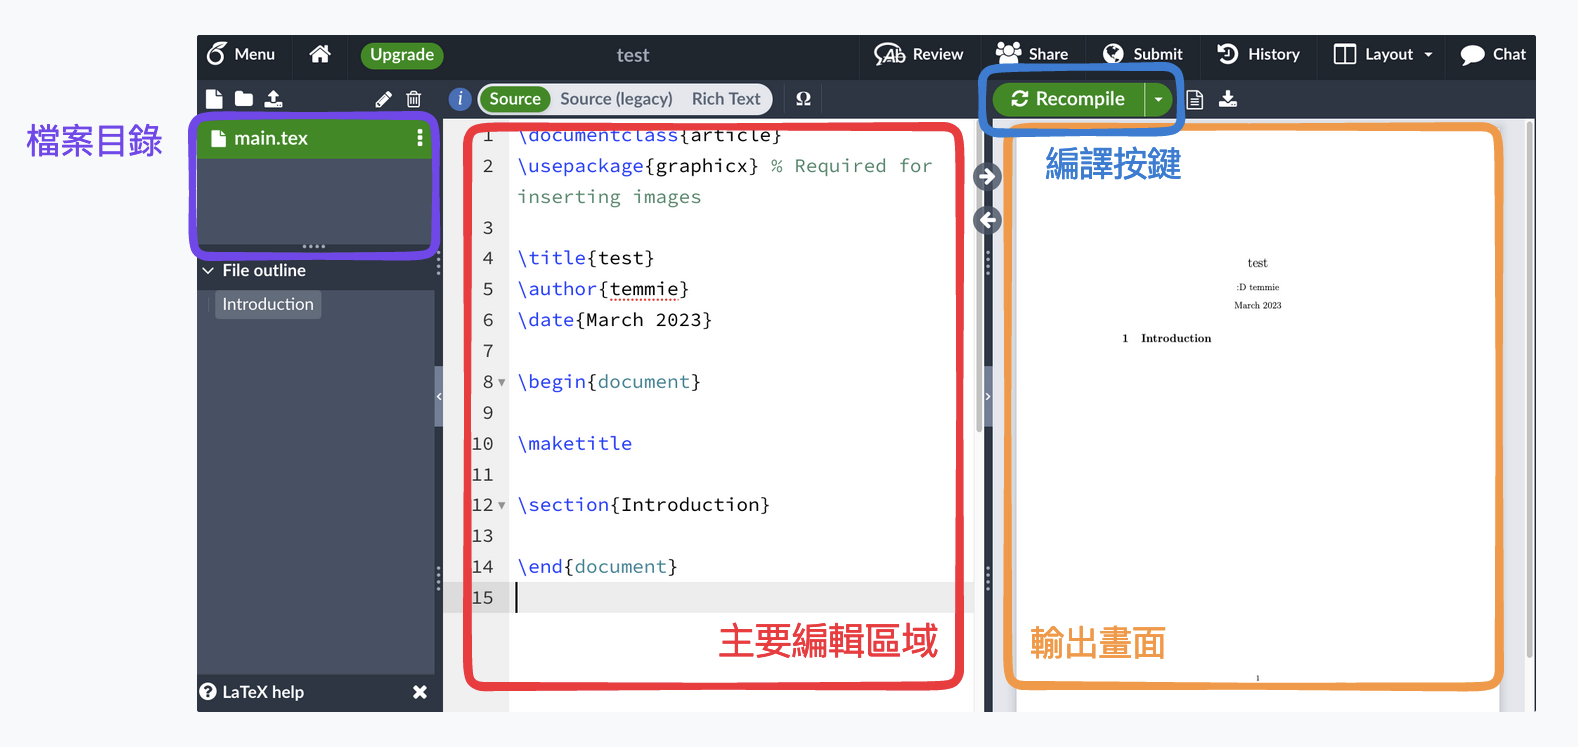 Menu
Upgrade
test
Review
Share
Submit
History
Layout
Chat
i
Source
Source (legacy)
Rich Text
Ω
Recompile
檔案目錄
main.tex
File outline
Introduction
LaTeX help
1 \documentclass{article}
2 \usepackage{graphicx} % Required for
inserting images
3
4 \title{test}
5 \author{temmie}
6 \date{March 2023}
7
8 \begin{document}
9
10 \maketitle
11
12 \section{Introduction}
13
14 \end{document}
15
主要編輯區域
編譯按鍵
test
:D temmie
March 2023
1 Introduction
輸出畫面
1